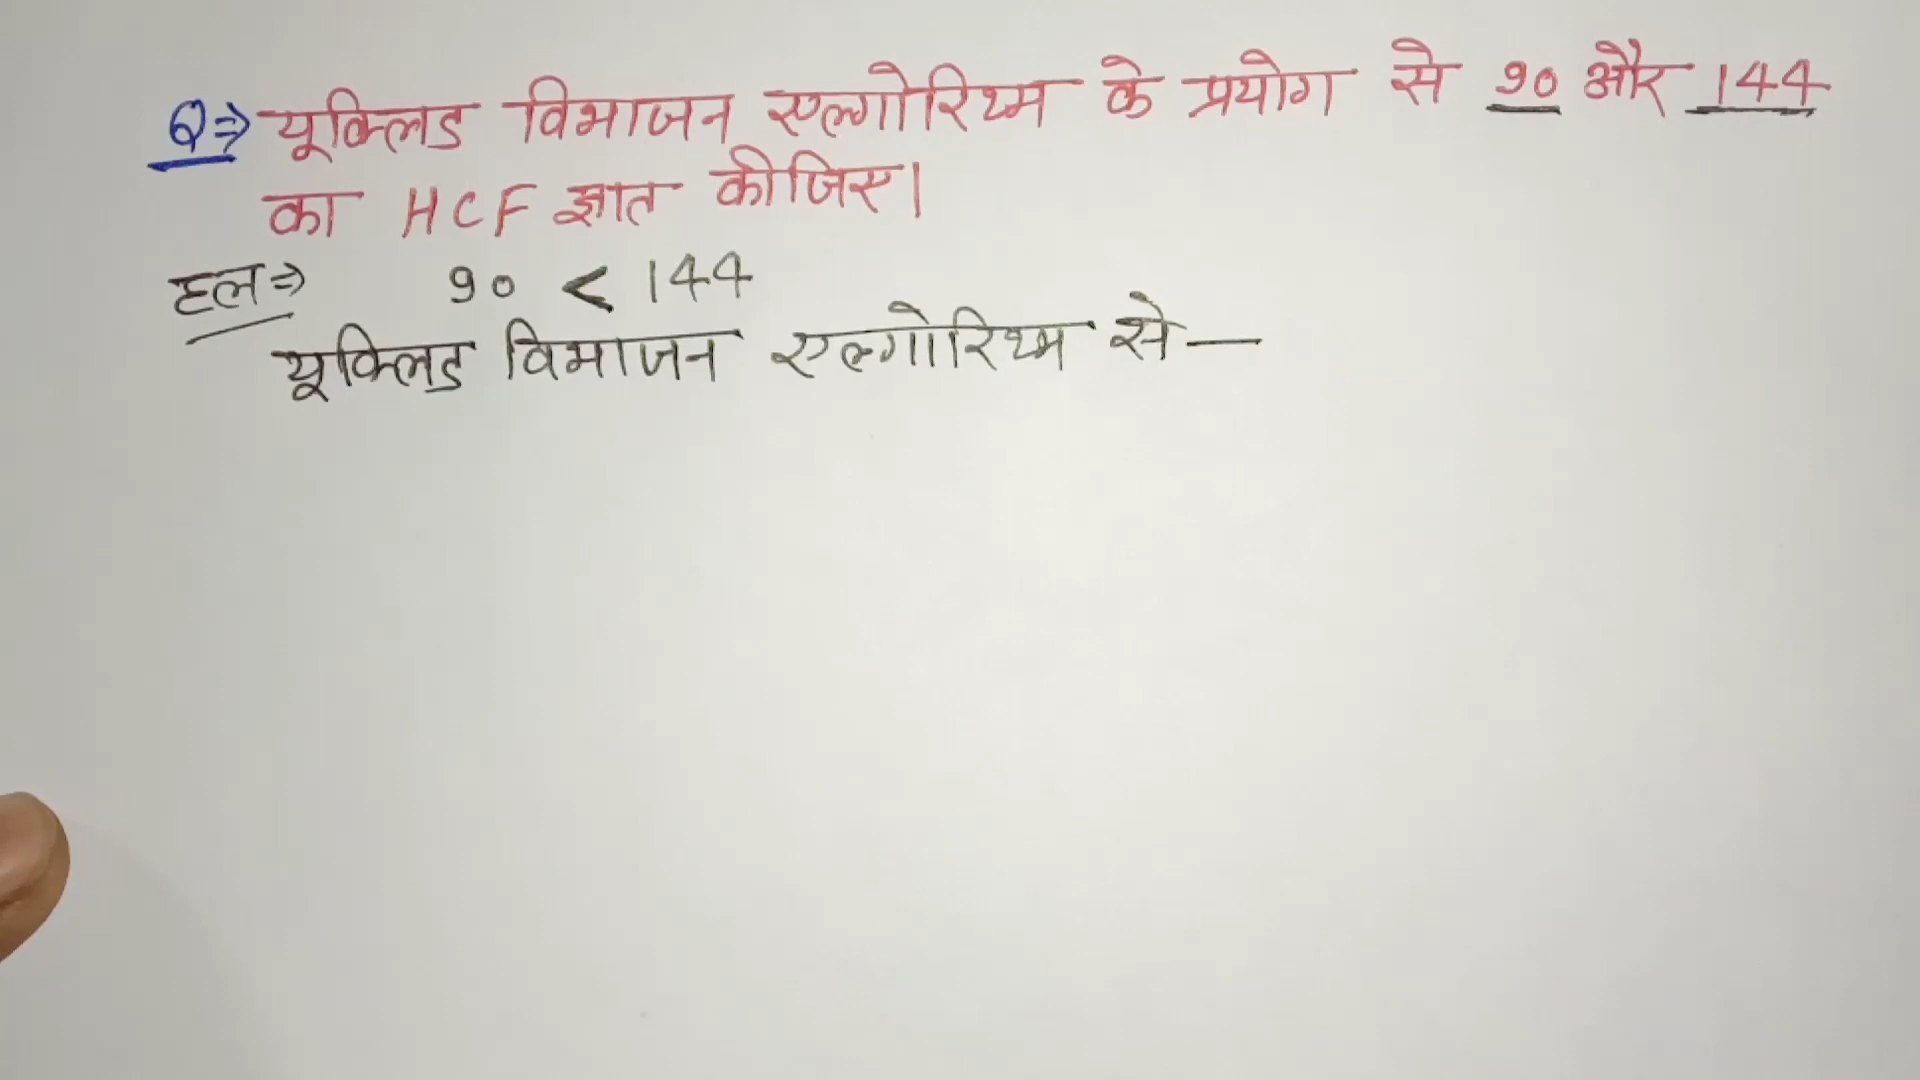 Q⇒ यूक्लिड विभाजन एल्गोरिथ्म के प्रयोग से 90 और 144
का HCF ज्ञात कीजिए।
हल⇒ 90 < 144
यूक्लिड विभाजन एल्गोरिथ्म से —